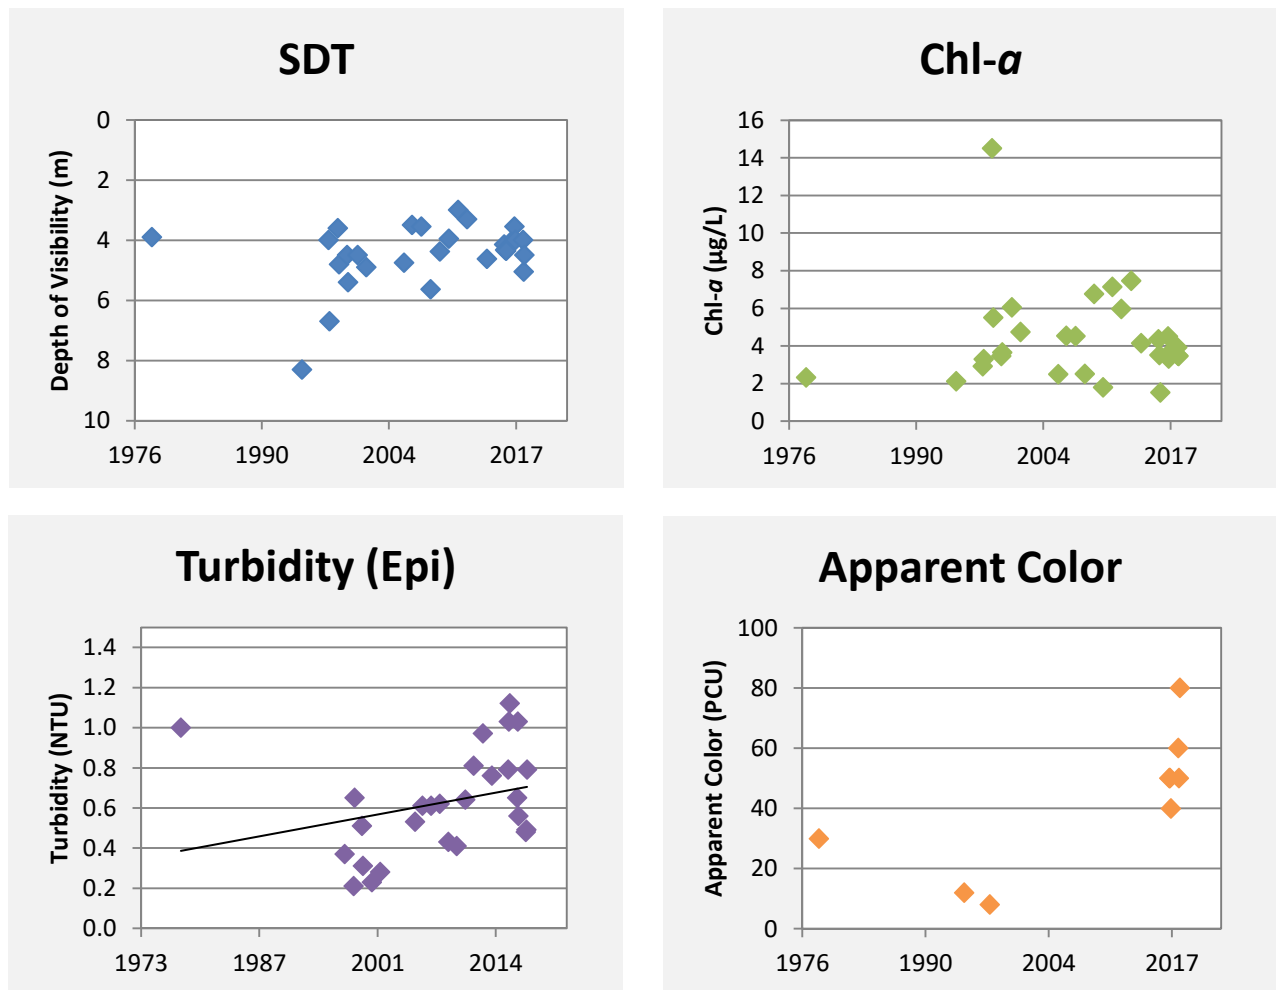 SDT
Depth of Visibility (m)
0
2
4
6
8
10
1976 1990 2004 2017
Chl-a
Chl-a (µg/L)
16
14
12
10
8
6
4
2
0
1976 1990 2004 2017
Turbidity (Epi)
Turbidity (NTU)
1.4
1.2
1.0
0.8
0.6
0.4
0.2
0.0
1973 1987 2001 2014
Apparent Color
Apparent Color (PCU)
100
80
60
40
20
0
1976 1990 2004 2017